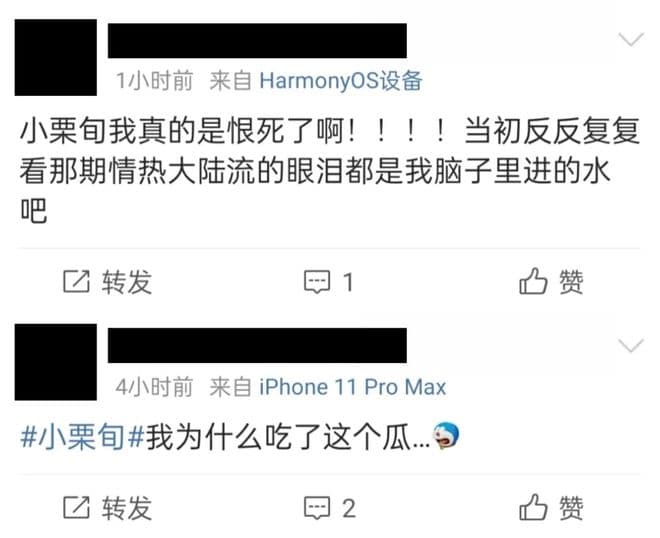 1小时前 来自 HarmonyOS设备
小栗旬我真的是恨死了啊！！！！当初反反复复
看那期情热大陆流的眼泪都是我脑子里进的水
吧
转发 1 赞
4小时前 来自 iPhone 11 Pro Max
#小栗旬#我为什么吃了这个瓜...
转发 2 赞